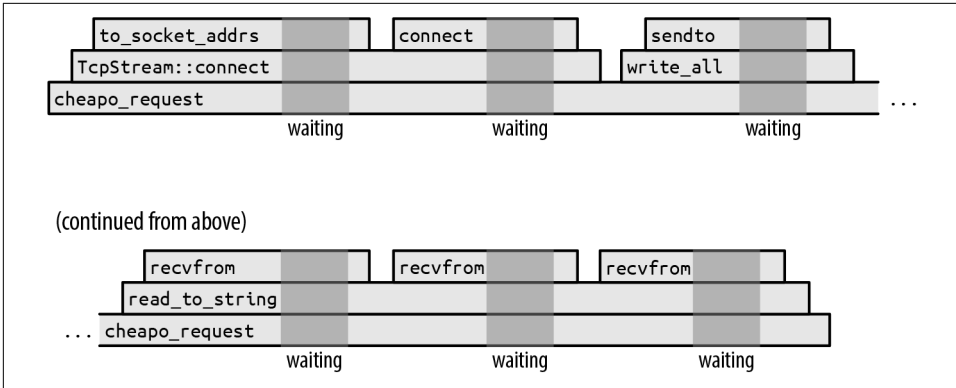 to_socket_addrs connect sendto
TcpStream::connect write_all
cheapo_request ...
waiting waiting waiting
(continued from above)
recvfrom recvfrom recvfrom
read_to_string
... cheapo_request
waiting waiting waiting